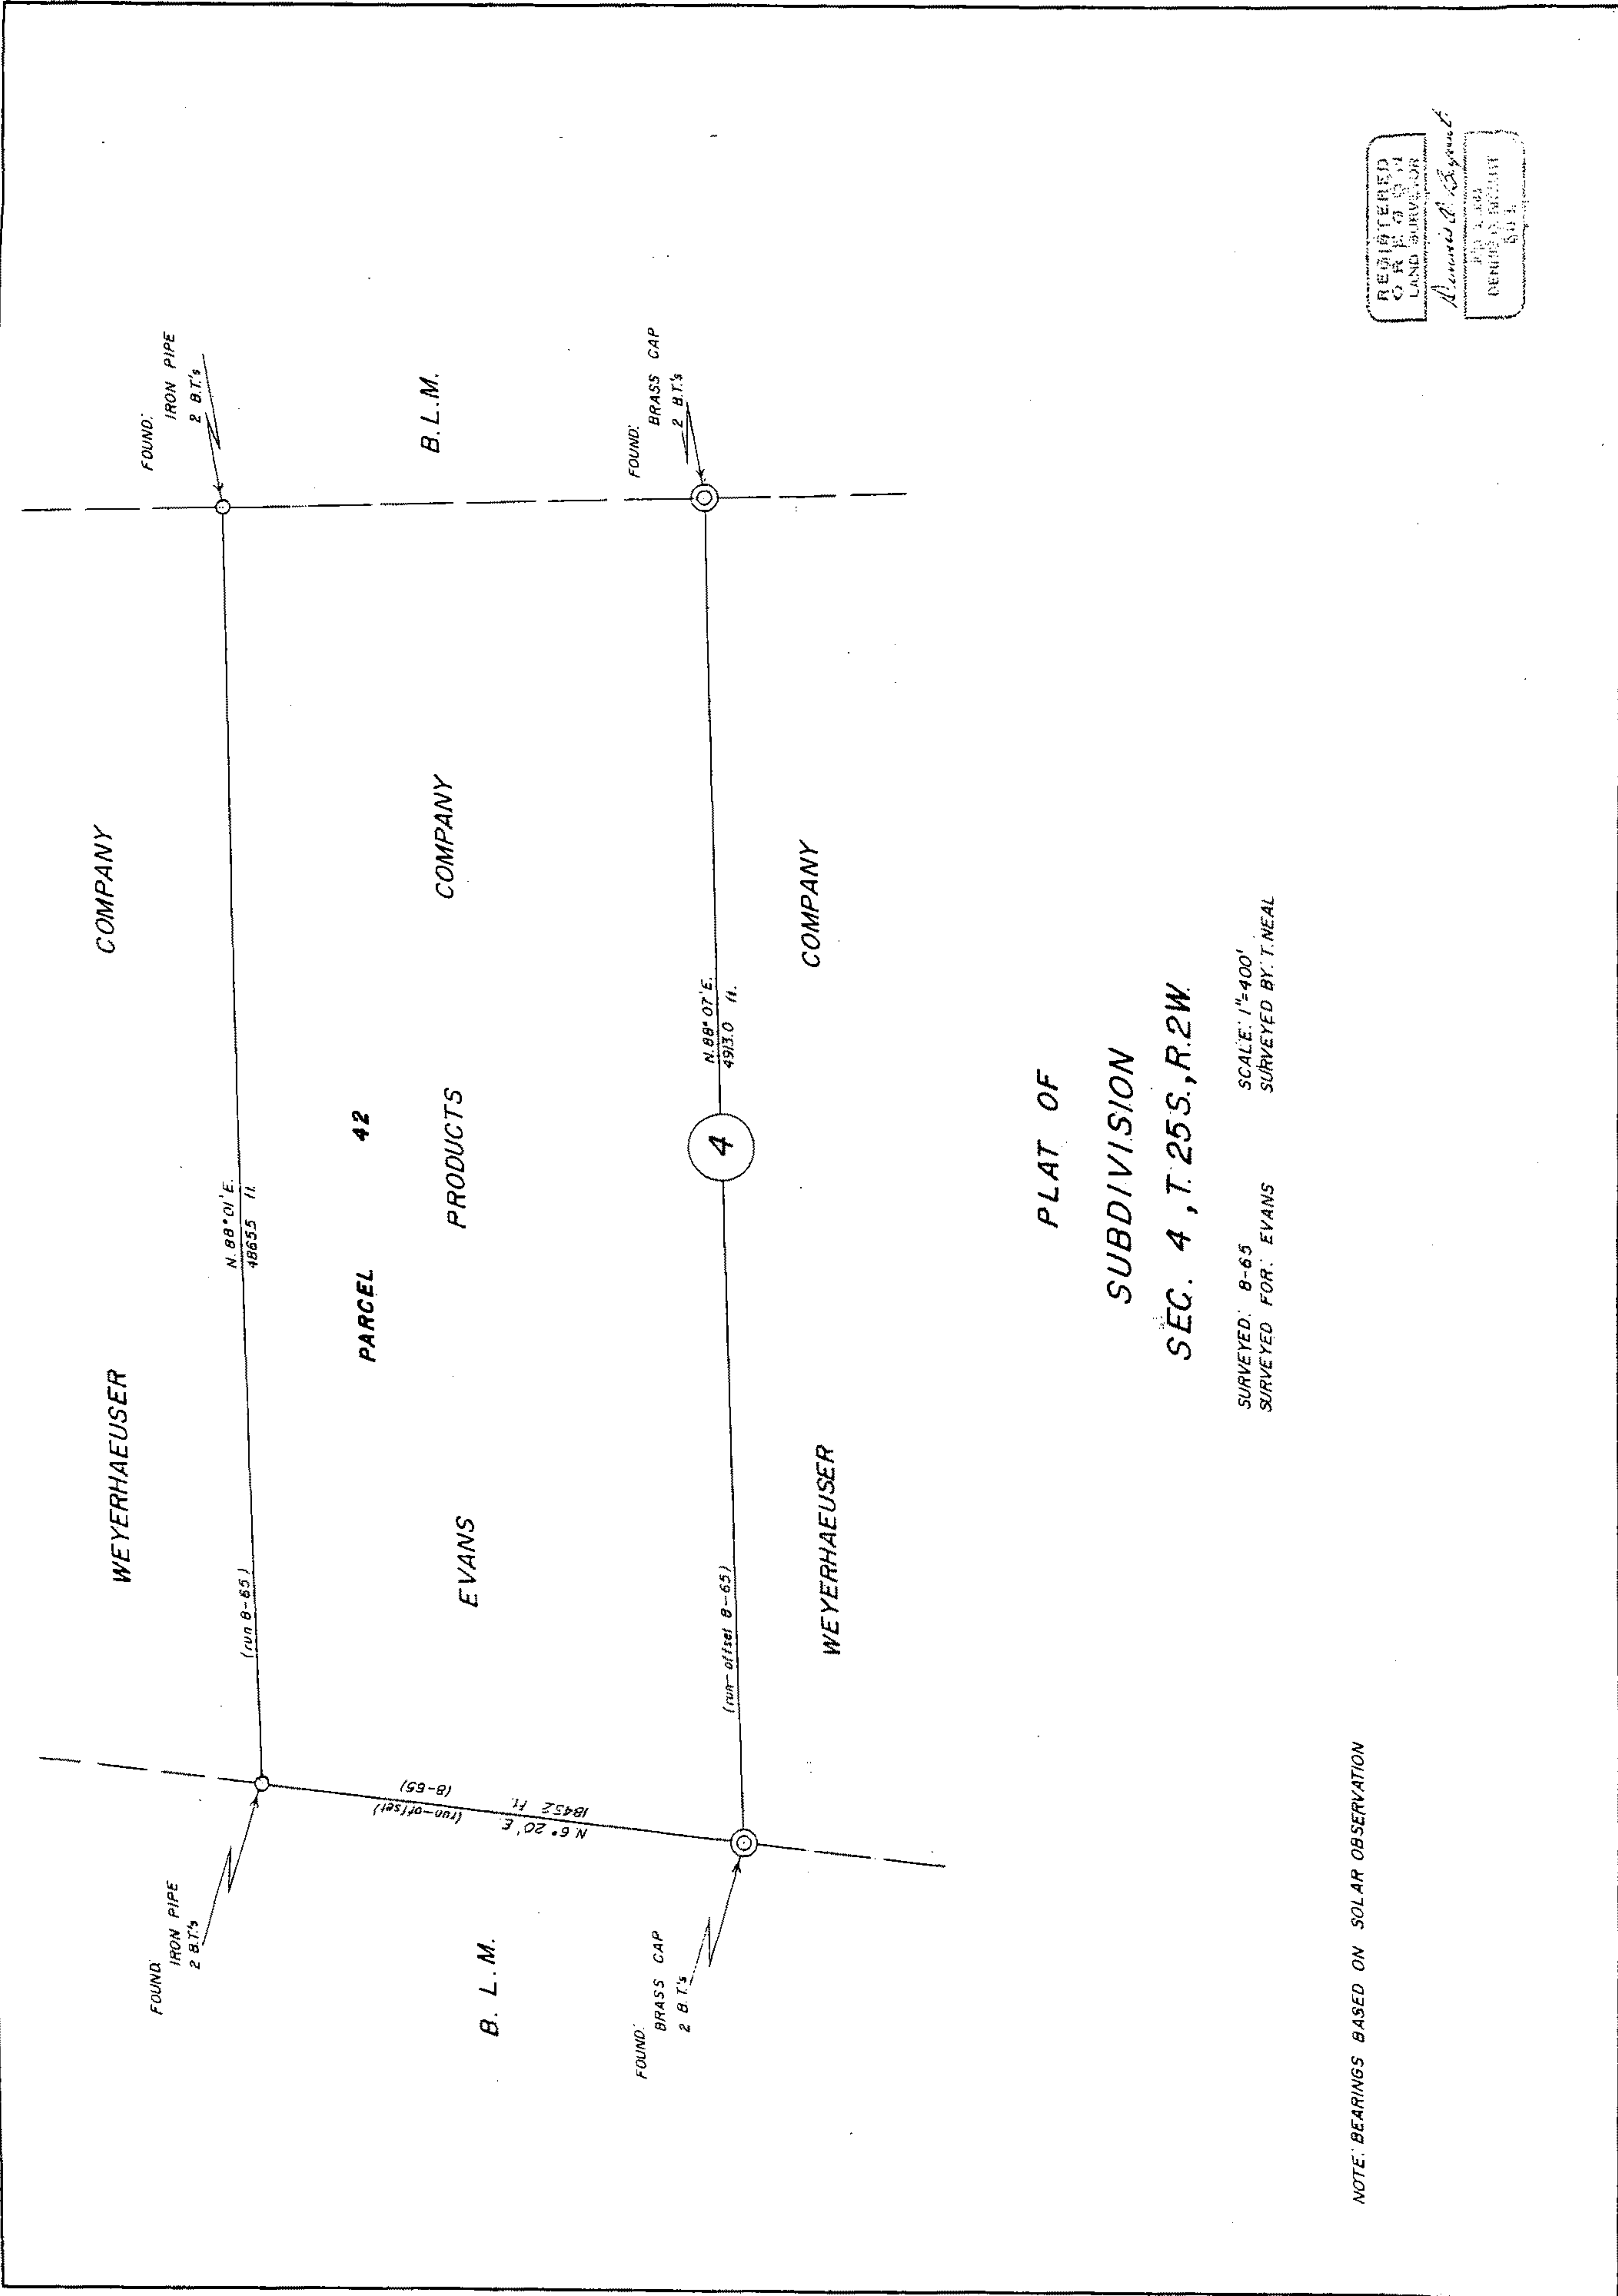 WEYERHAEUSER COMPANY
FOUND:
IRON PIPE
2 B.T.'s
FOUND:
IRON PIPE
2 B.T.'s
(run 8-65)
N. 88° 01' E.
4865.5 ft.
PARCEL 42
B. L. M.
EVANS PRODUCTS COMPANY
B. L. M.
N. 6° 20' E. (run-offset)
1845.2 ft. (8-65)
FOUND:
BRASS CAP
2 B.T.'s
FOUND:
BRASS CAP
2 B.T.'s
(run-offset 8-65)
4
N. 88° 07' E.
4913.0 ft.
WEYERHAEUSER COMPANY
PLAT OF
SUBDIVISION
SEC. 4, T. 25 S., R. 2 W.
SURVEYED: 8-65
SURVEYED FOR: EVANS
SCALE: 1"=400'
SURVEYED BY: T. NEAL
NOTE: BEARINGS BASED ON SOLAR OBSERVATION
REGISTERED
OREGON
LAND SURVEYOR